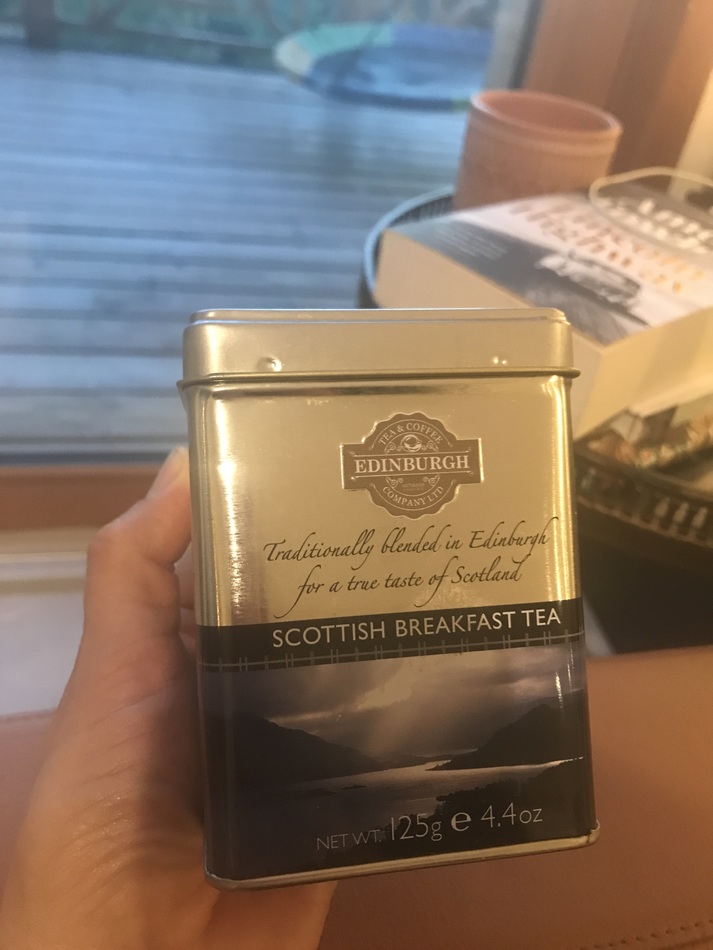 TEA & COFFEE
EDINBURGH
COMPANY LTD
Traditionally blended in Edinburgh
for a true taste of Scotland
SCOTTISH BREAKFAST TEA
NET WT. 125g e 4.4oz